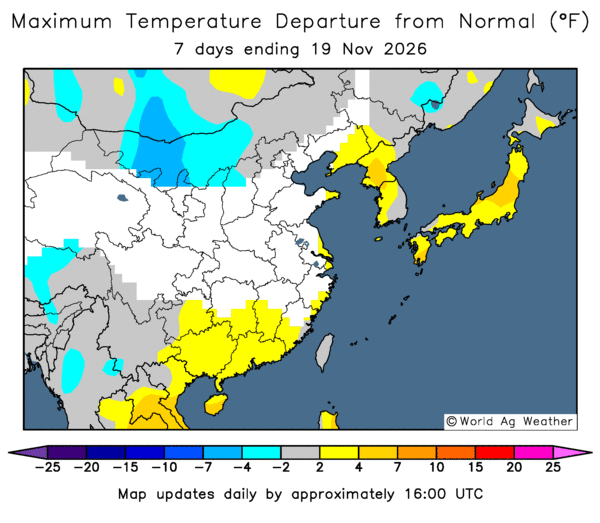 Maximum Temperature Departure from Normal (°F)
7 days ending 19 Nov 2026
© World Ag Weather
-25 -20 -15 -10 -7 -4 -2 2 4 7 10 15 20 25
Map updates daily by approximately 16:00 UTC